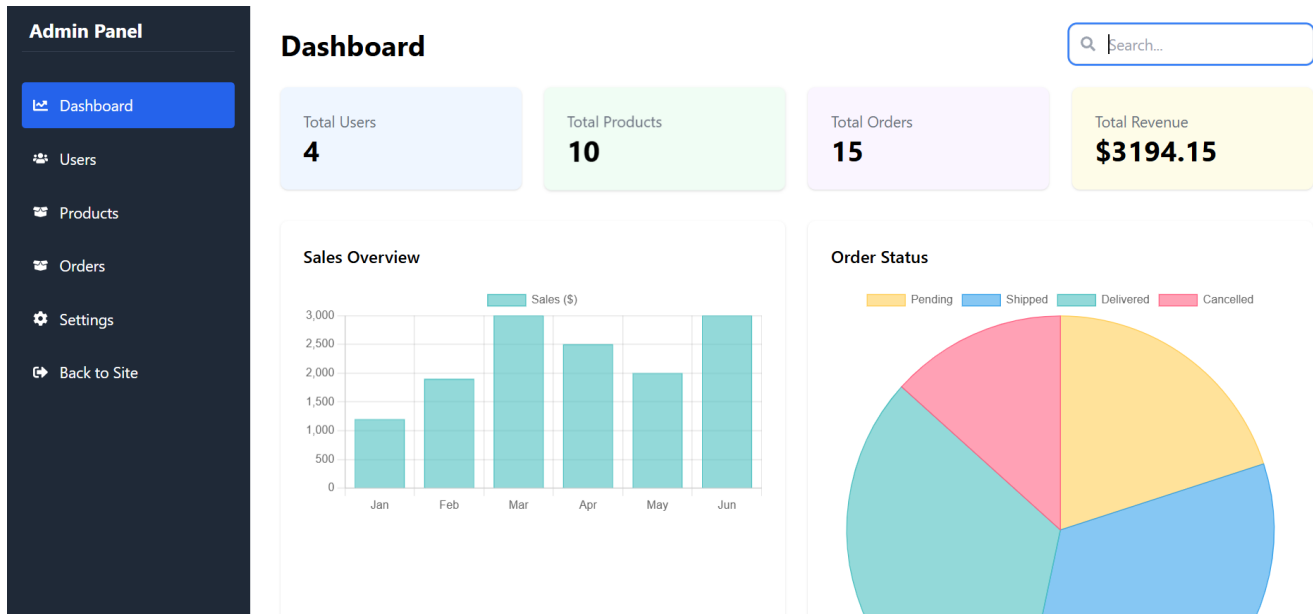 Admin Panel
Dashboard
Users
Products
Orders
Settings
Back to Site
Dashboard
Search...
Total Users
4
Total Products
10
Total Orders
15
Total Revenue
$3194.15
Sales Overview
Sales ($)
3,000
2,500
2,000
1,500
1,000
500
0
Jan Feb Mar Apr May Jun
Order Status
Pending Shipped Delivered Cancelled